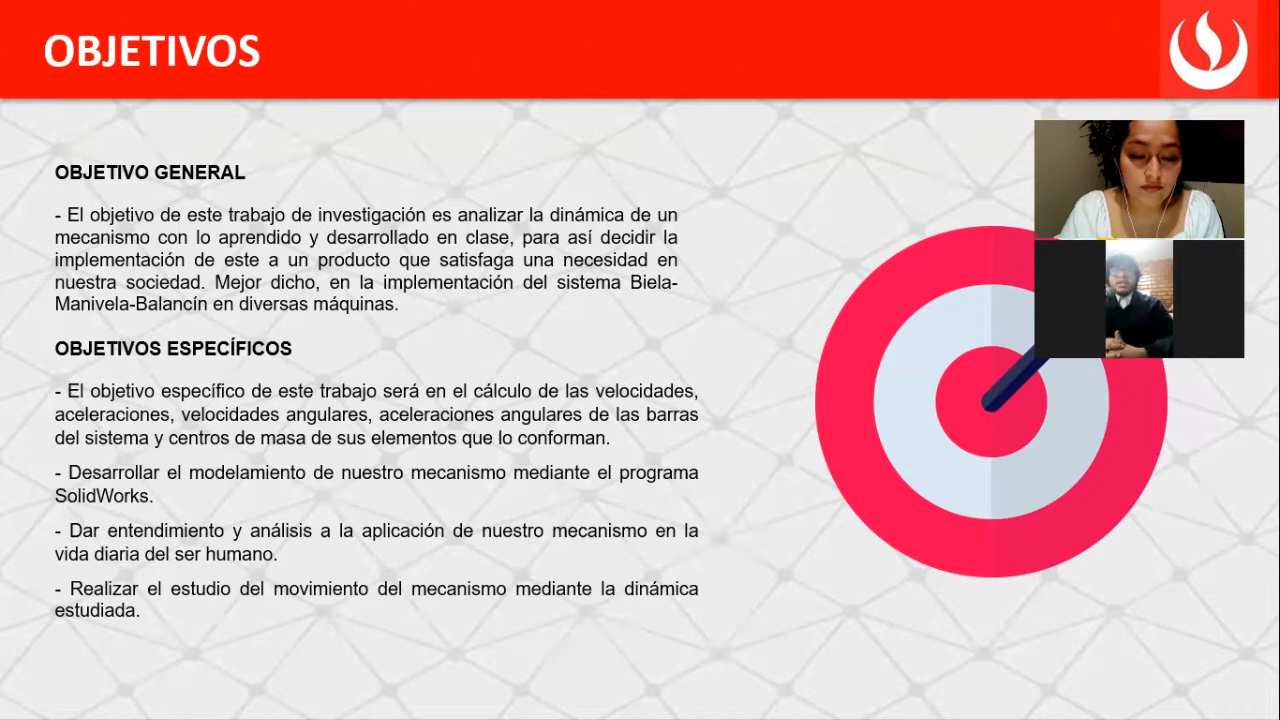 OBJETIVOS
OBJETIVO GENERAL
- El objetivo de este trabajo de investigación es analizar la dinámica de un
mecanismo con lo aprendido y desarrollado en clase, para así decidir la
implementación de este a un producto que satisfaga una necesidad en
nuestra sociedad. Mejor dicho, en la implementación del sistema Biela-
Manivela-Balancín en diversas máquinas.
OBJETIVOS ESPECÍFICOS
- El objetivo específico de este trabajo será en el cálculo de las velocidades,
aceleraciones, velocidades angulares, aceleraciones angulares de las barras
del sistema y centros de masa de sus elementos que lo conforman.
- Desarrollar el modelamiento de nuestro mecanismo mediante el programa
SolidWorks.
- Dar entendimiento y análisis a la aplicación de nuestro mecanismo en la
vida diaria del ser humano.
- Realizar el estudio del movimiento del mecanismo mediante la dinámica
estudiada.